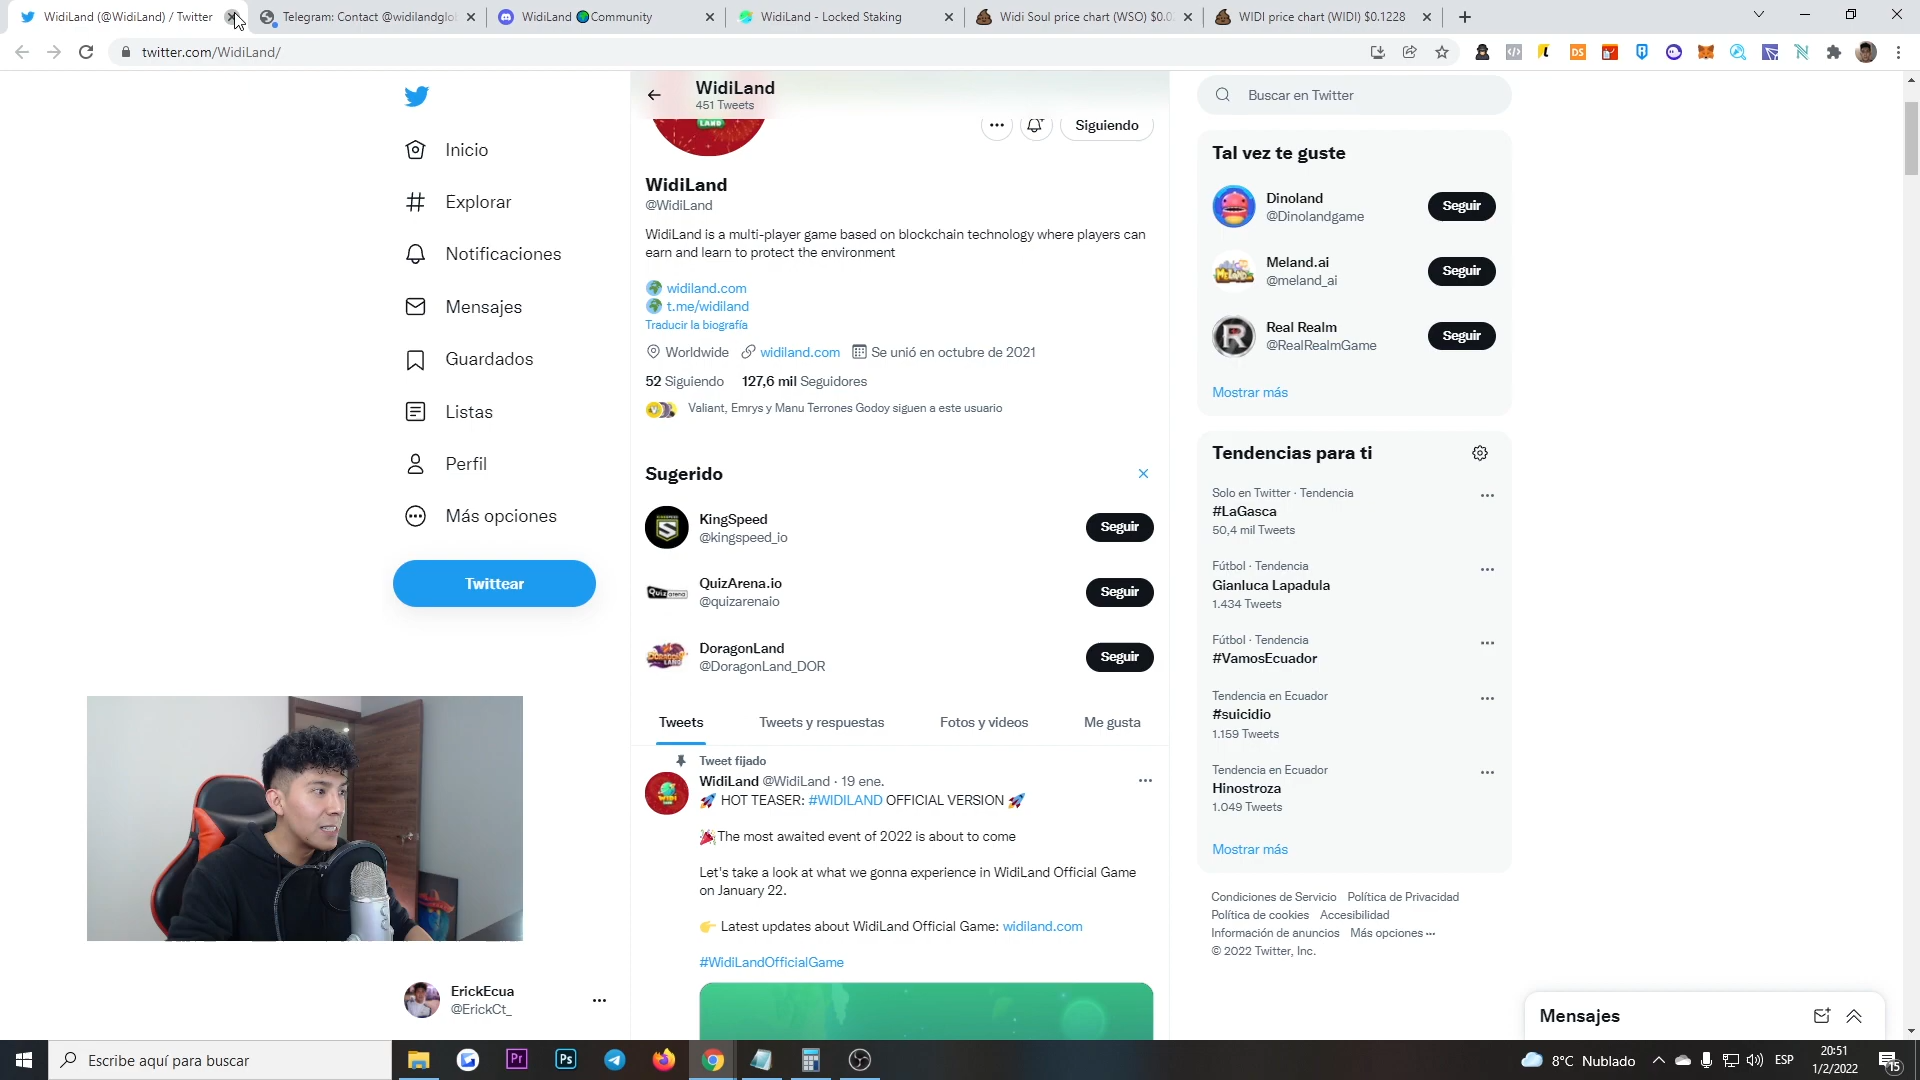 WidiLand (@WidiLand) / Twitter
Telegram: Contact @widilandglo
WidiLand 🌎Community
WidiLand - Locked Staking
Widi Soul price chart (WSO) $0.0
WIDI price chart (WIDI) $0.1228
twitter.com/WidiLand/
WidiLand
451 Tweets
Inicio
Explorar
Notificaciones
Mensajes
Guardados
Listas
Perfil
Más opciones
Twittear
ErickEcua
@ErickCt_
LAND
Siguiendo
WidiLand
@WidiLand
WidiLand is a multi-player game based on blockchain technology where players can
earn and learn to protect the environment
🌍 widiland.com
🌍 t.me/widiland
Traducir la biografía
Worldwide widiland.com Se unió en octubre de 2021
52 Siguiendo 127,6 mil Seguidores
Valiant, Emrys y Manu Terrones Godoy siguen a este usuario
Sugerido
KingSpeed
@kingspeed_io
Seguir
QuizArena.io
@quizarenaio
Seguir
DoragonLand
@DoragonLand_DOR
Seguir
Tweets
Tweets y respuestas
Fotos y videos
Me gusta
Tweet fijado
WidiLand @WidiLand · 19 ene.
🚀 HOT TEASER: #WIDILAND OFFICIAL VERSION 🚀
🎉The most awaited event of 2022 is about to come
Let's take a look at what we gonna experience in WidiLand Official Game
on January 22.
👉 Latest updates about WidiLand Official Game: widiland.com
#WidiLandOfficialGame
Buscar en Twitter
Tal vez te guste
Dinoland
@Dinolandgame
Seguir
Meland.ai
@meland_ai
Seguir
Real Realm
@RealRealmGame
Seguir
Mostrar más
Tendencias para ti
Solo en Twitter · Tendencia
#LaGasca
50,4 mil Tweets
Fútbol · Tendencia
Gianluca Lapadula
1.434 Tweets
Fútbol · Tendencia
#VamosEcuador
Tendencia en Ecuador
#suicidio
1.159 Tweets
Tendencia en Ecuador
Hinostroza
1.049 Tweets
Mostrar más
Condiciones de Servicio Política de Privacidad
Política de cookies Accesibilidad
Información de anuncios Más opciones ···
© 2022 Twitter, Inc.
Mensajes
Escribe aquí para buscar
8°C Nublado
ESP
20:51
1/2/2022
15